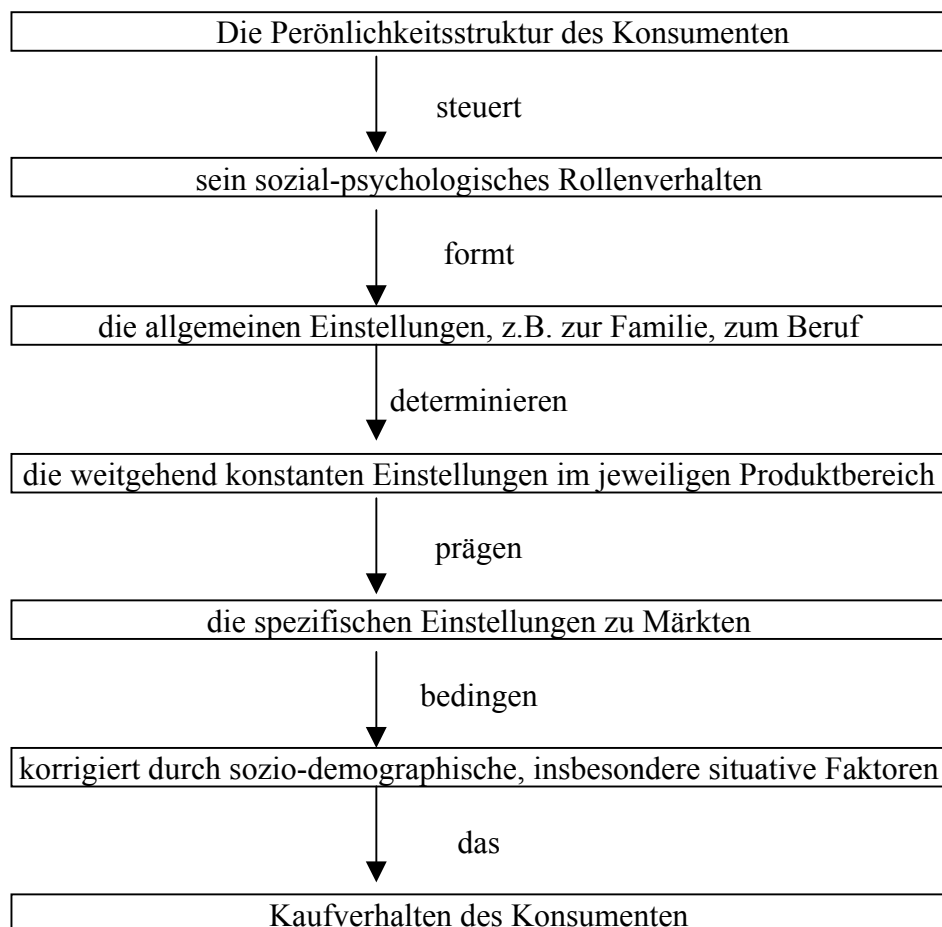 Die Perönlichkeitsstruktur des Konsumenten
steuert
sein sozial-psychologisches Rollenverhalten
formt
die allgemeinen Einstellungen, z.B. zur Familie, zum Beruf
determinieren
die weitgehend konstanten Einstellungen im jeweiligen Produktbereich
prägen
die spezifischen Einstellungen zu Märkten
bedingen
korrigiert durch sozio-demographische, insbesondere situative Faktoren
das
Kaufverhalten des Konsumenten